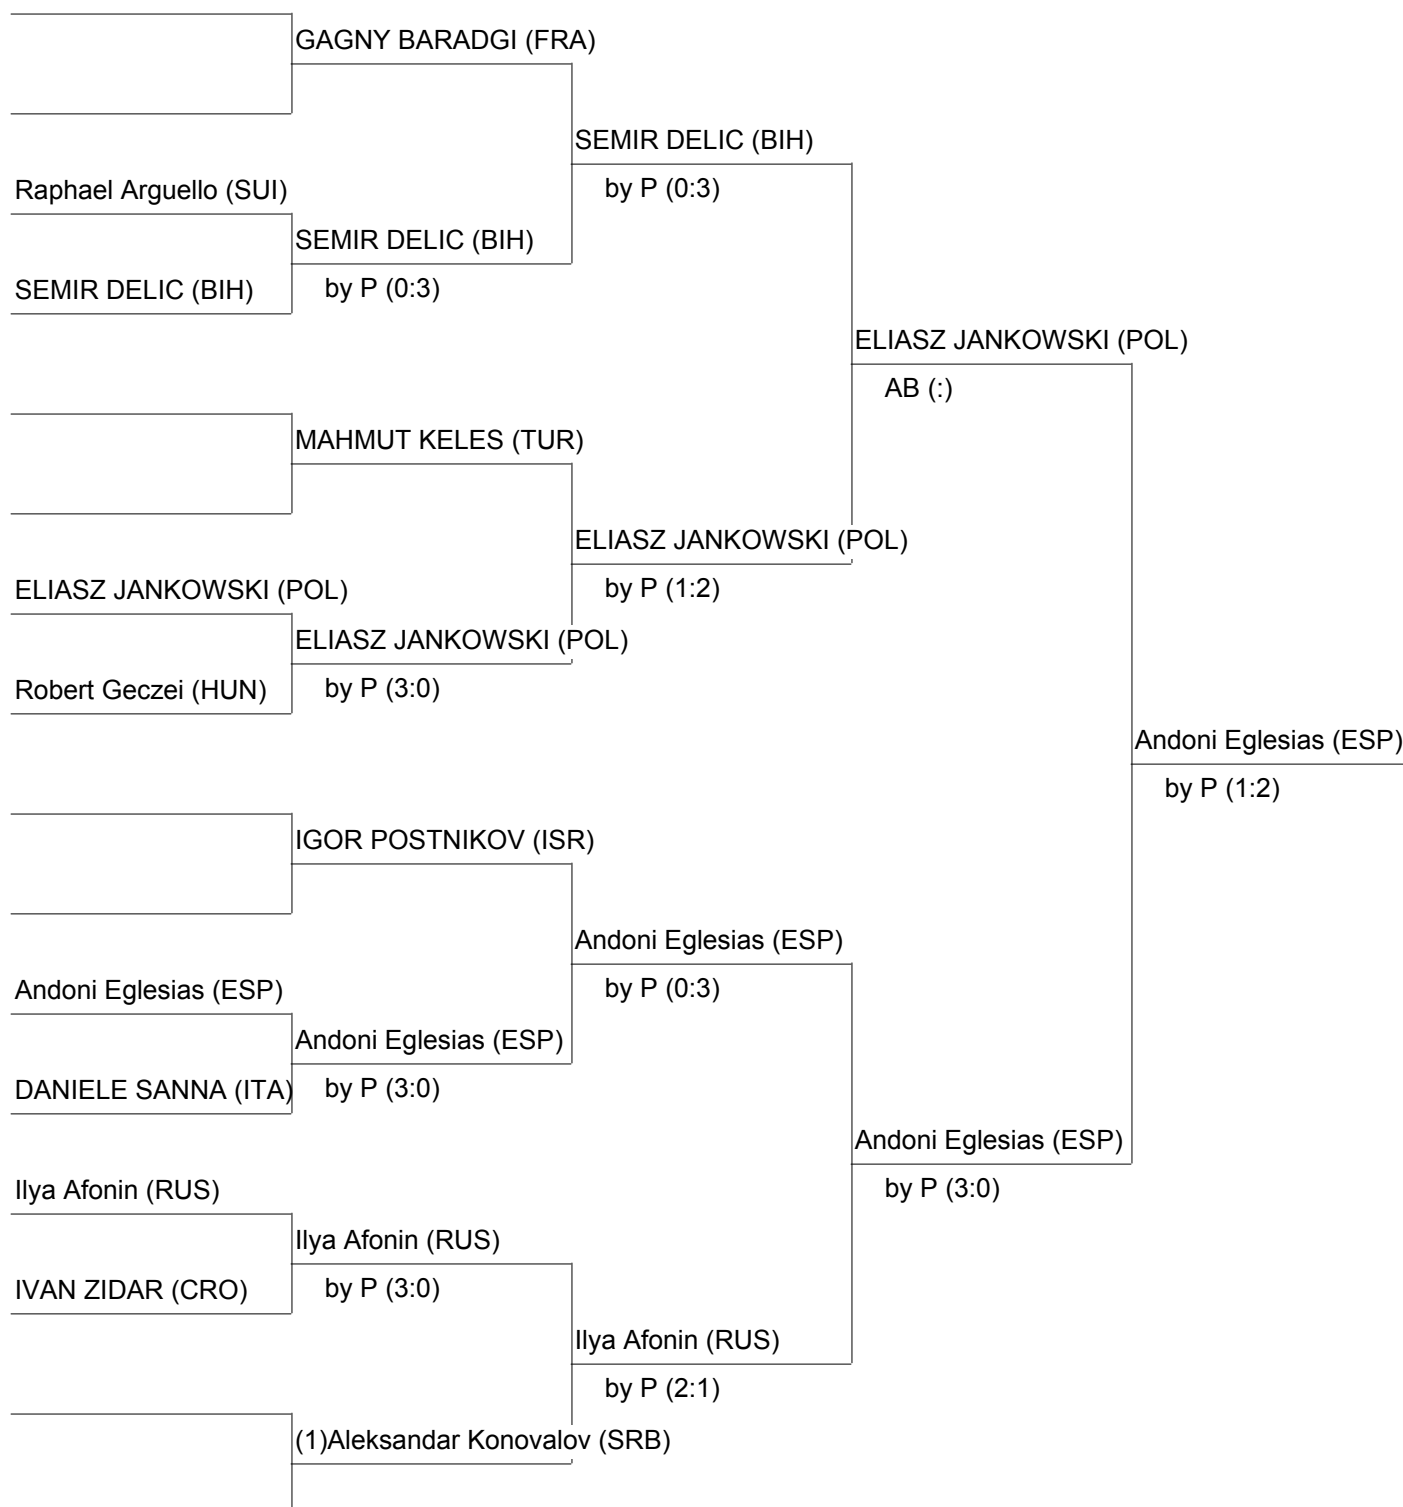 GAGNY BARADGI (FRA)
SEMIR DELIC (BIH)
Raphael Arguello (SUI)
by P (0:3)
SEMIR DELIC (BIH)
SEMIR DELIC (BIH)
by P (0:3)
ELIASZ JANKOWSKI (POL)
AB (:)
MAHMUT KELES (TUR)
ELIASZ JANKOWSKI (POL)
ELIASZ JANKOWSKI (POL)
by P (1:2)
ELIASZ JANKOWSKI (POL)
Robert Geczei (HUN)
by P (3:0)
Andoni Eglesias (ESP)
by P (1:2)
IGOR POSTNIKOV (ISR)
Andoni Eglesias (ESP)
Andoni Eglesias (ESP)
by P (0:3)
Andoni Eglesias (ESP)
DANIELE SANNA (ITA)
by P (3:0)
Andoni Eglesias (ESP)
Ilya Afonin (RUS)
by P (3:0)
Ilya Afonin (RUS)
IVAN ZIDAR (CRO)
by P (3:0)
Ilya Afonin (RUS)
by P (2:1)
(1)Aleksandar Konovalov (SRB)